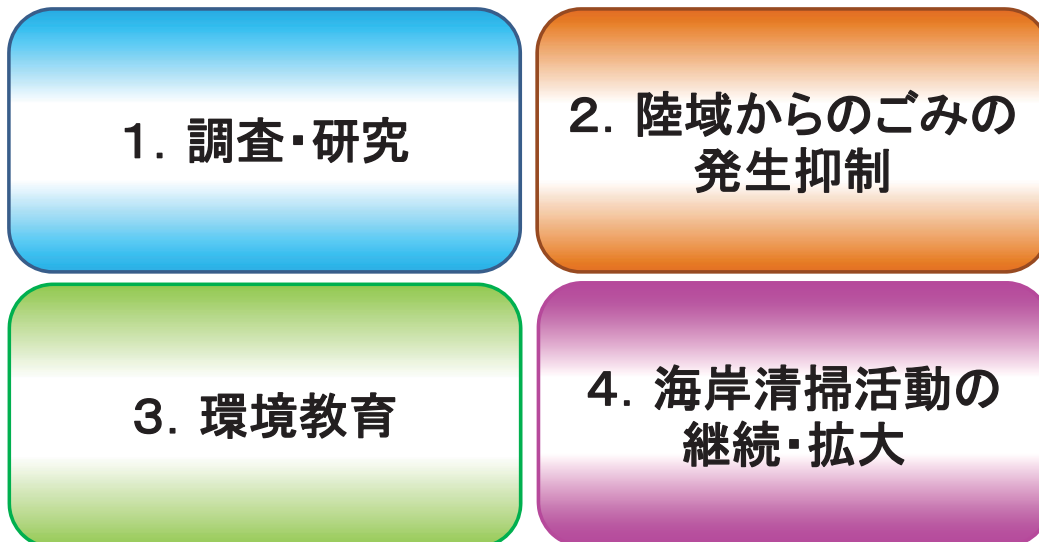 1. 調査・研究
2. 陸域からのごみの
発生抑制
3. 環境教育
4. 海岸清掃活動の
継続・拡大